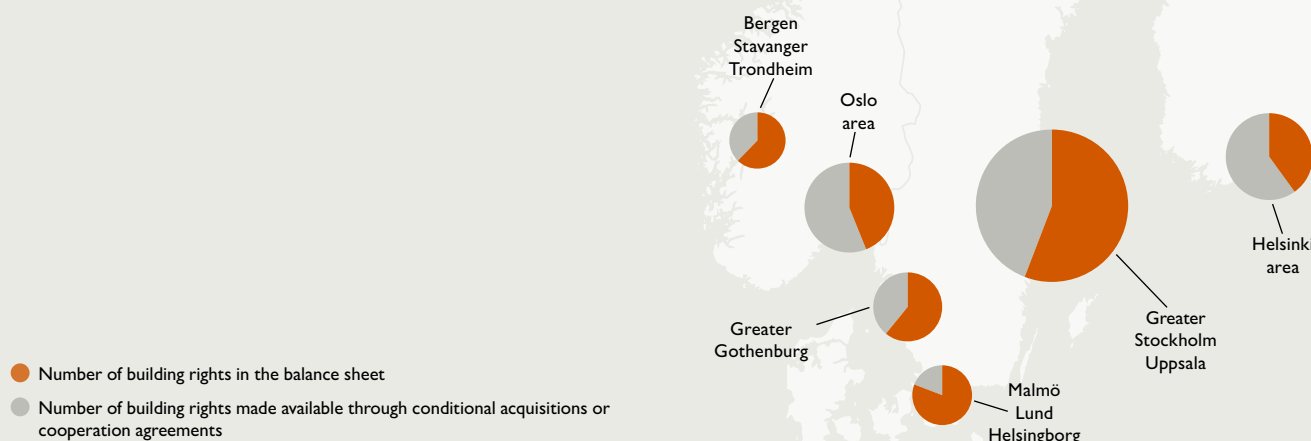 Bergen
Stavanger
Trondheim
Oslo
area
Helsinki
area
Greater
Stockholm
Uppsala
Greater
Gothenburg
Malmö
Lund
Helsingborg
Number of building rights in the balance sheet
Number of building rights made available through conditional acquisitions or
cooperation agreements